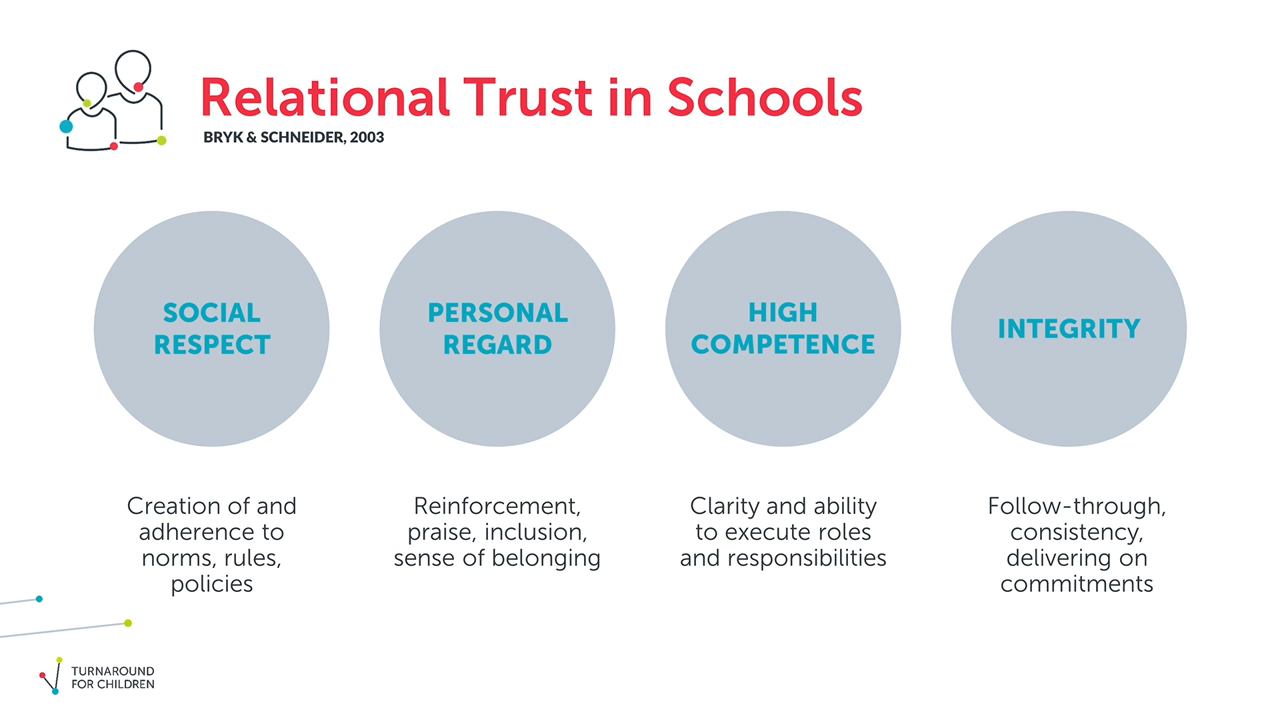 Relational Trust in Schools
BRYK & SCHNEIDER, 2003
SOCIAL
RESPECT
Creation of and
adherence to
norms, rules,
policies
PERSONAL
REGARD
Reinforcement,
praise, inclusion,
sense of belonging
HIGH
COMPETENCE
Clarity and ability
to execute roles
and responsibilities
INTEGRITY
Follow-through,
consistency,
delivering on
commitments
TURNAROUND
FOR CHILDREN